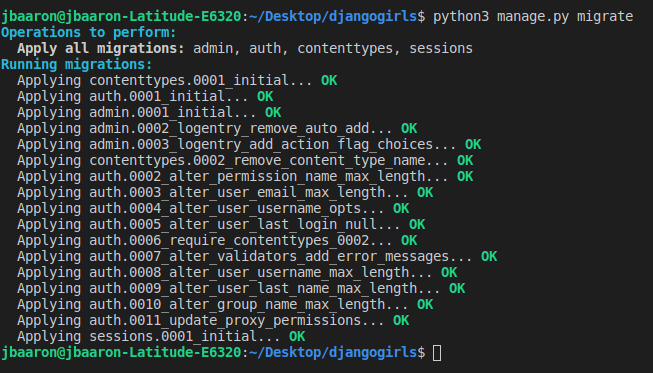 jbaaron@jbaaron-Latitude-E6320:~/Desktop/djangogirls$ python3 manage.py migrate
Operations to perform:
  Apply all migrations: admin, auth, contenttypes, sessions
Running migrations:
  Applying contenttypes.0001_initial... OK
  Applying auth.0001_initial... OK
  Applying admin.0001_initial... OK
  Applying admin.0002_logentry_remove_auto_add... OK
  Applying admin.0003_logentry_add_action_flag_choices... OK
  Applying contenttypes.0002_remove_content_type_name... OK
  Applying auth.0002_alter_permission_name_max_length... OK
  Applying auth.0003_alter_user_email_max_length... OK
  Applying auth.0004_alter_user_username_opts... OK
  Applying auth.0005_alter_user_last_login_null... OK
  Applying auth.0006_require_contenttypes_0002... OK
  Applying auth.0007_alter_validators_add_error_messages... OK
  Applying auth.0008_alter_user_username_max_length... OK
  Applying auth.0009_alter_user_last_name_max_length... OK
  Applying auth.0010_alter_group_name_max_length... OK
  Applying auth.0011_update_proxy_permissions... OK
  Applying sessions.0001_initial... OK
jbaaron@jbaaron-Latitude-E6320:~/Desktop/djangogirls$